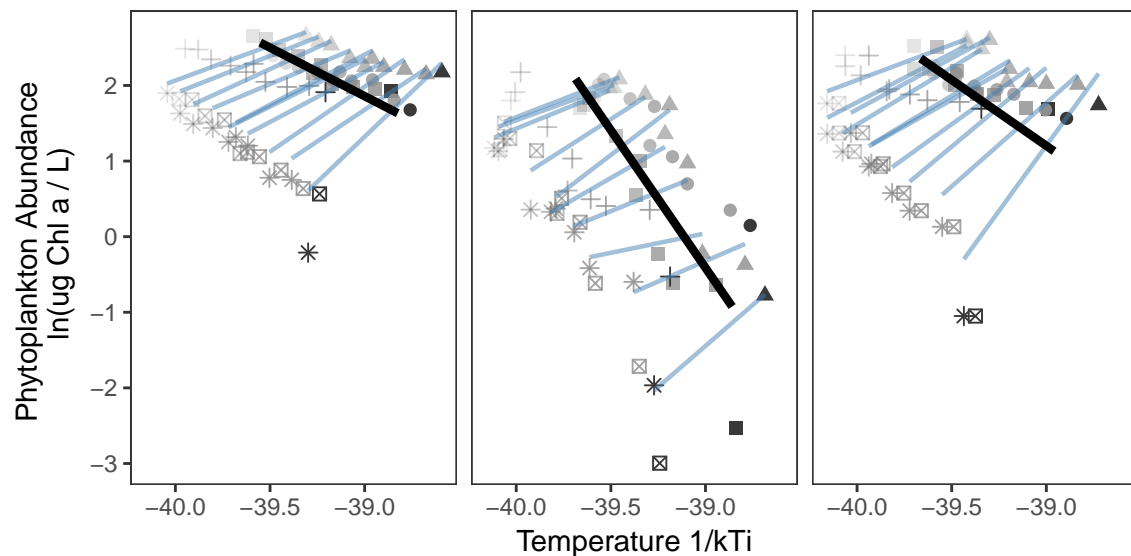 Phytoplankton Abundance
ln(ug Chl a / L)
2
1
0
−1
−2
−3
−40.0 −39.5 −39.0
−40.0 −39.5 −39.0
−40.0 −39.5 −39.0
Temperature 1/kTi